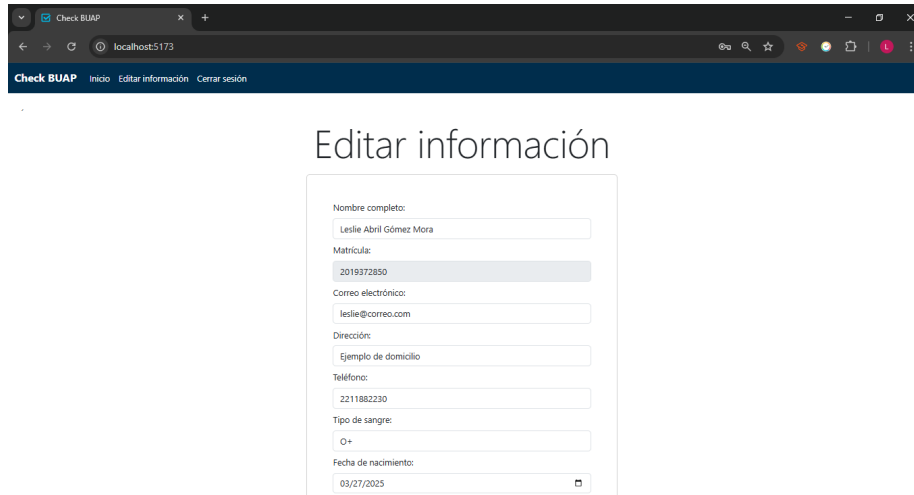 Check BUAP
localhost:5173
L
Check BUAP Inicio Editar información Cerrar sesión
Editar información
Nombre completo:
Leslie Abril Gómez Mora
Matrícula:
2019372850
Correo electrónico:
leslie@correo.com
Dirección:
Ejemplo de domicilio
Teléfono:
2211882230
Tipo de sangre:
O+
Fecha de nacimiento:
03/27/2025